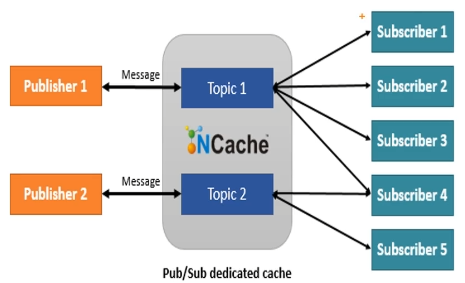 +
Subscriber 1
Message
Publisher 1
Topic 1
Subscriber 2
NCache
Subscriber 3
Message
Publisher 2
Topic 2
Subscriber 4
Subscriber 5
Pub/Sub dedicated cache